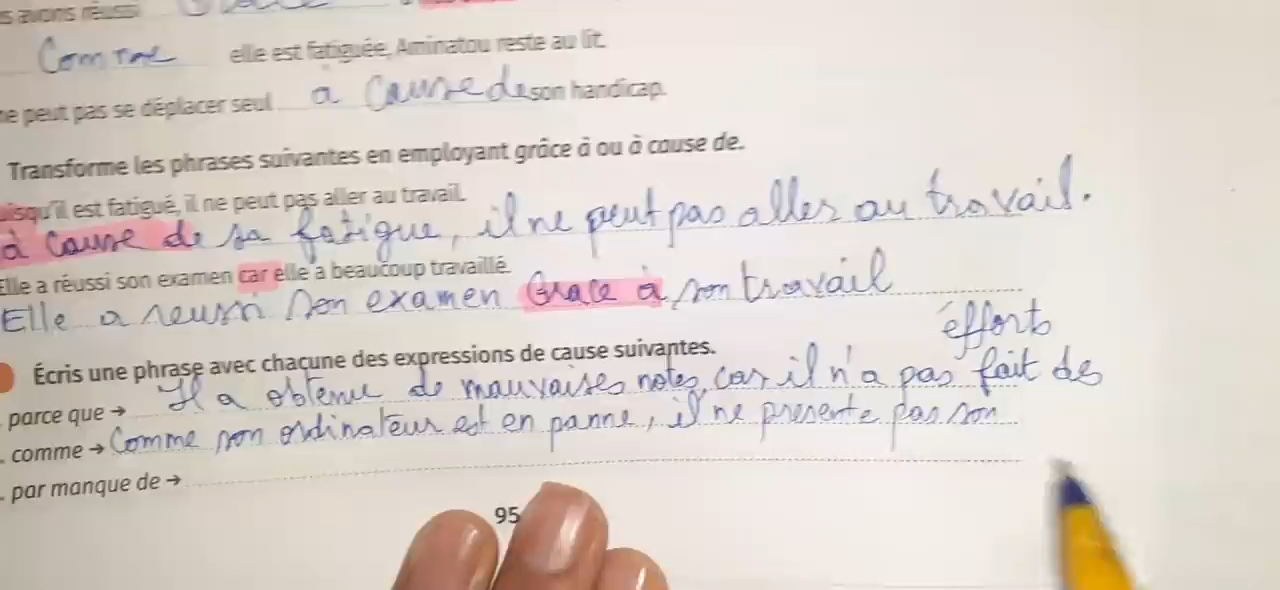 s avons réussi
Comme elle est fatiguée, Aminatou reste au lit.
ne peut pas se déplacer seul à cause de son handicap.
Transforme les phrases suivantes en employant grâce à ou à cause de.
uisqu'il est fatigué, il ne peut pas aller au travail.
à cause de sa fatigue, il ne peut pas aller au travail.
Elle a réussi son examen car elle a beaucoup travaillé.
Elle a reussi son examen Grace à son travail
efforts
Écris une phrase avec chacune des expressions de cause suivantes.
parce que → Il a obtenu de mauvaises notes, car il n'a pas fait des
. comme → Comme son ordinateur est en panne, il ne presente pas son
. par manque de →
95